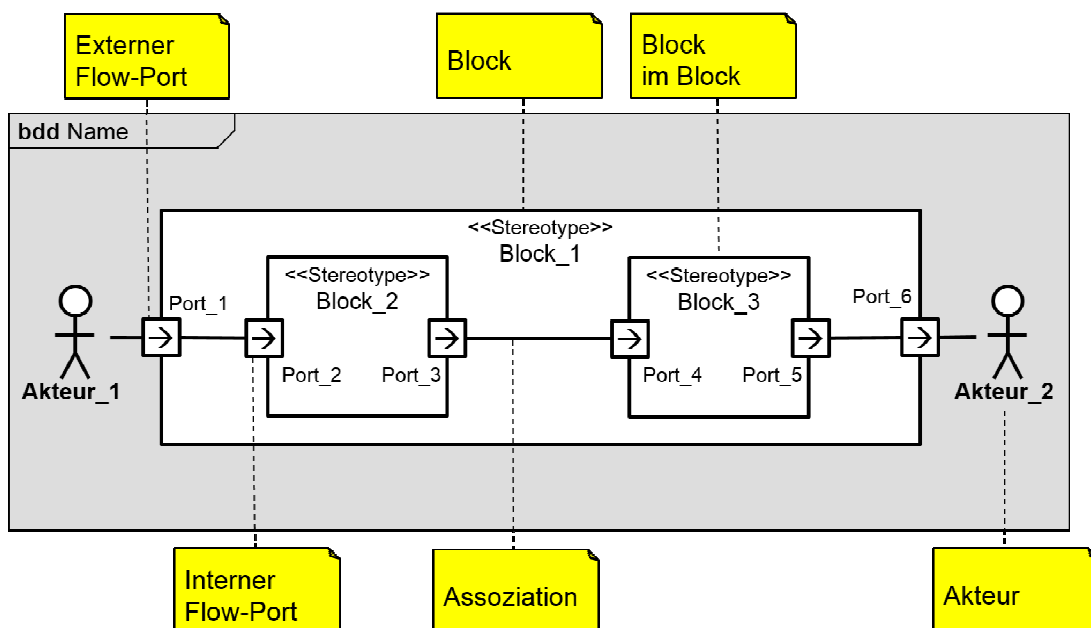 Externer
Flow-Port
Block
Block
im Block
bdd Name
<<Stereotype>>
Block_1
<<Stereotype>>
Block_2
<<Stereotype>>
Block_3
Port_1
Port_6
Port_2
Port_3
Port_4
Port_5
Akteur_1
Akteur_2
Interner
Flow-Port
Assoziation
Akteur